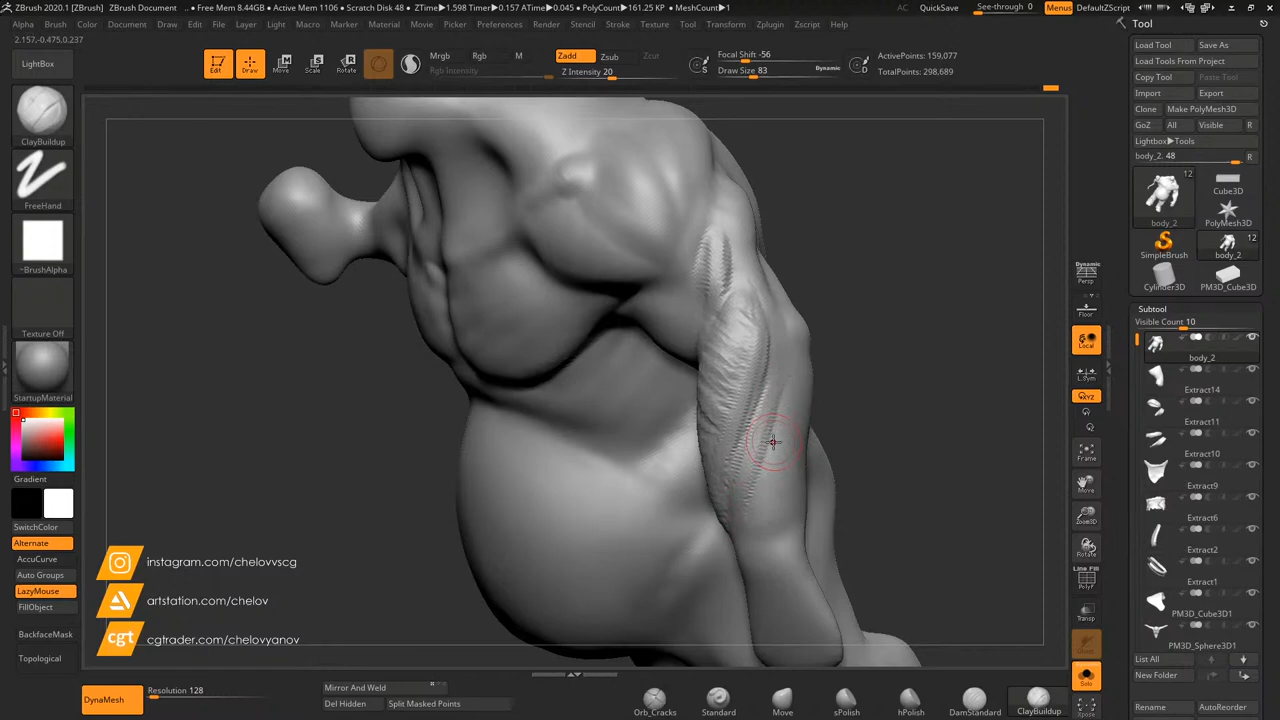 ZBrush 2020.1 [ZBrush] ZBrush Document . Free Mem 8.44GB • Active Mem 1106 • Scratch Disk 48 • ZTime▶1.598 Timer▶0.157 ATime▶0.045 • PolyCount▶161.25 KP • MeshCount▶1 AC QuickSave See-through 0 Menus DefaultZScript
Alpha Brush Color Document Draw Edit File Layer Light Macro Marker Material Movie Picker Preferences Render Stencil Stroke Texture Tool Transform Zplugin Zscript Help
Tool
2.157,-0.475,0.237
Load Tool Save As
Load Tools From Project
Copy Tool Paste Tool
Import Export
Clone Make PolyMesh3D
GoZ All Visible R
Lightbox▶Tools
body_2. 48 R
LightBox
Edit Draw Move Scale Rotate
Mrgb Rgb M
Rgb Intensity
Zadd Zsub Zcut
Z Intensity 20
Focal Shift -56
Draw Size 83 Dynamic
S
D
ActivePoints: 159,077
TotalPoints: 298,689
ClayBuildup
FreeHand
~BrushAlpha
Texture Off
StartupMaterial
Gradient
SwitchColor
Alternate
AccuCurve
Auto Groups
LazyMouse
FillObject
BackfaceMask
Topological
instagram.com/chelovvscg
artstation.com/chelov
cgt cgtrader.com/chelovyanov
Dynamic
Persp
Floor
Local
L.Sym
XYZ
Frame
Move
Zoom3D
Rotate
Line Fill
PolyF
Transp
Ghost
Solo
Xpose
12
body_2
Cube3D
PolyMesh3D
SimpleBrush
12
body_2
Cylinder3D
PM3D_Cube3D
Subtool
Visible Count 10
body_2
Extract14
Extract11
Extract10
Extract9
Extract6
Extract2
Extract1
PM3D_Cube3D1
PM3D_Sphere3D1
List All
New Folder
Rename AutoReorder
DynaMesh
Resolution 128
Mirror And Weld
Del Hidden Split Masked Points
Orb_Cracks Standard Move sPolish hPolish DamStandard ClayBuildup